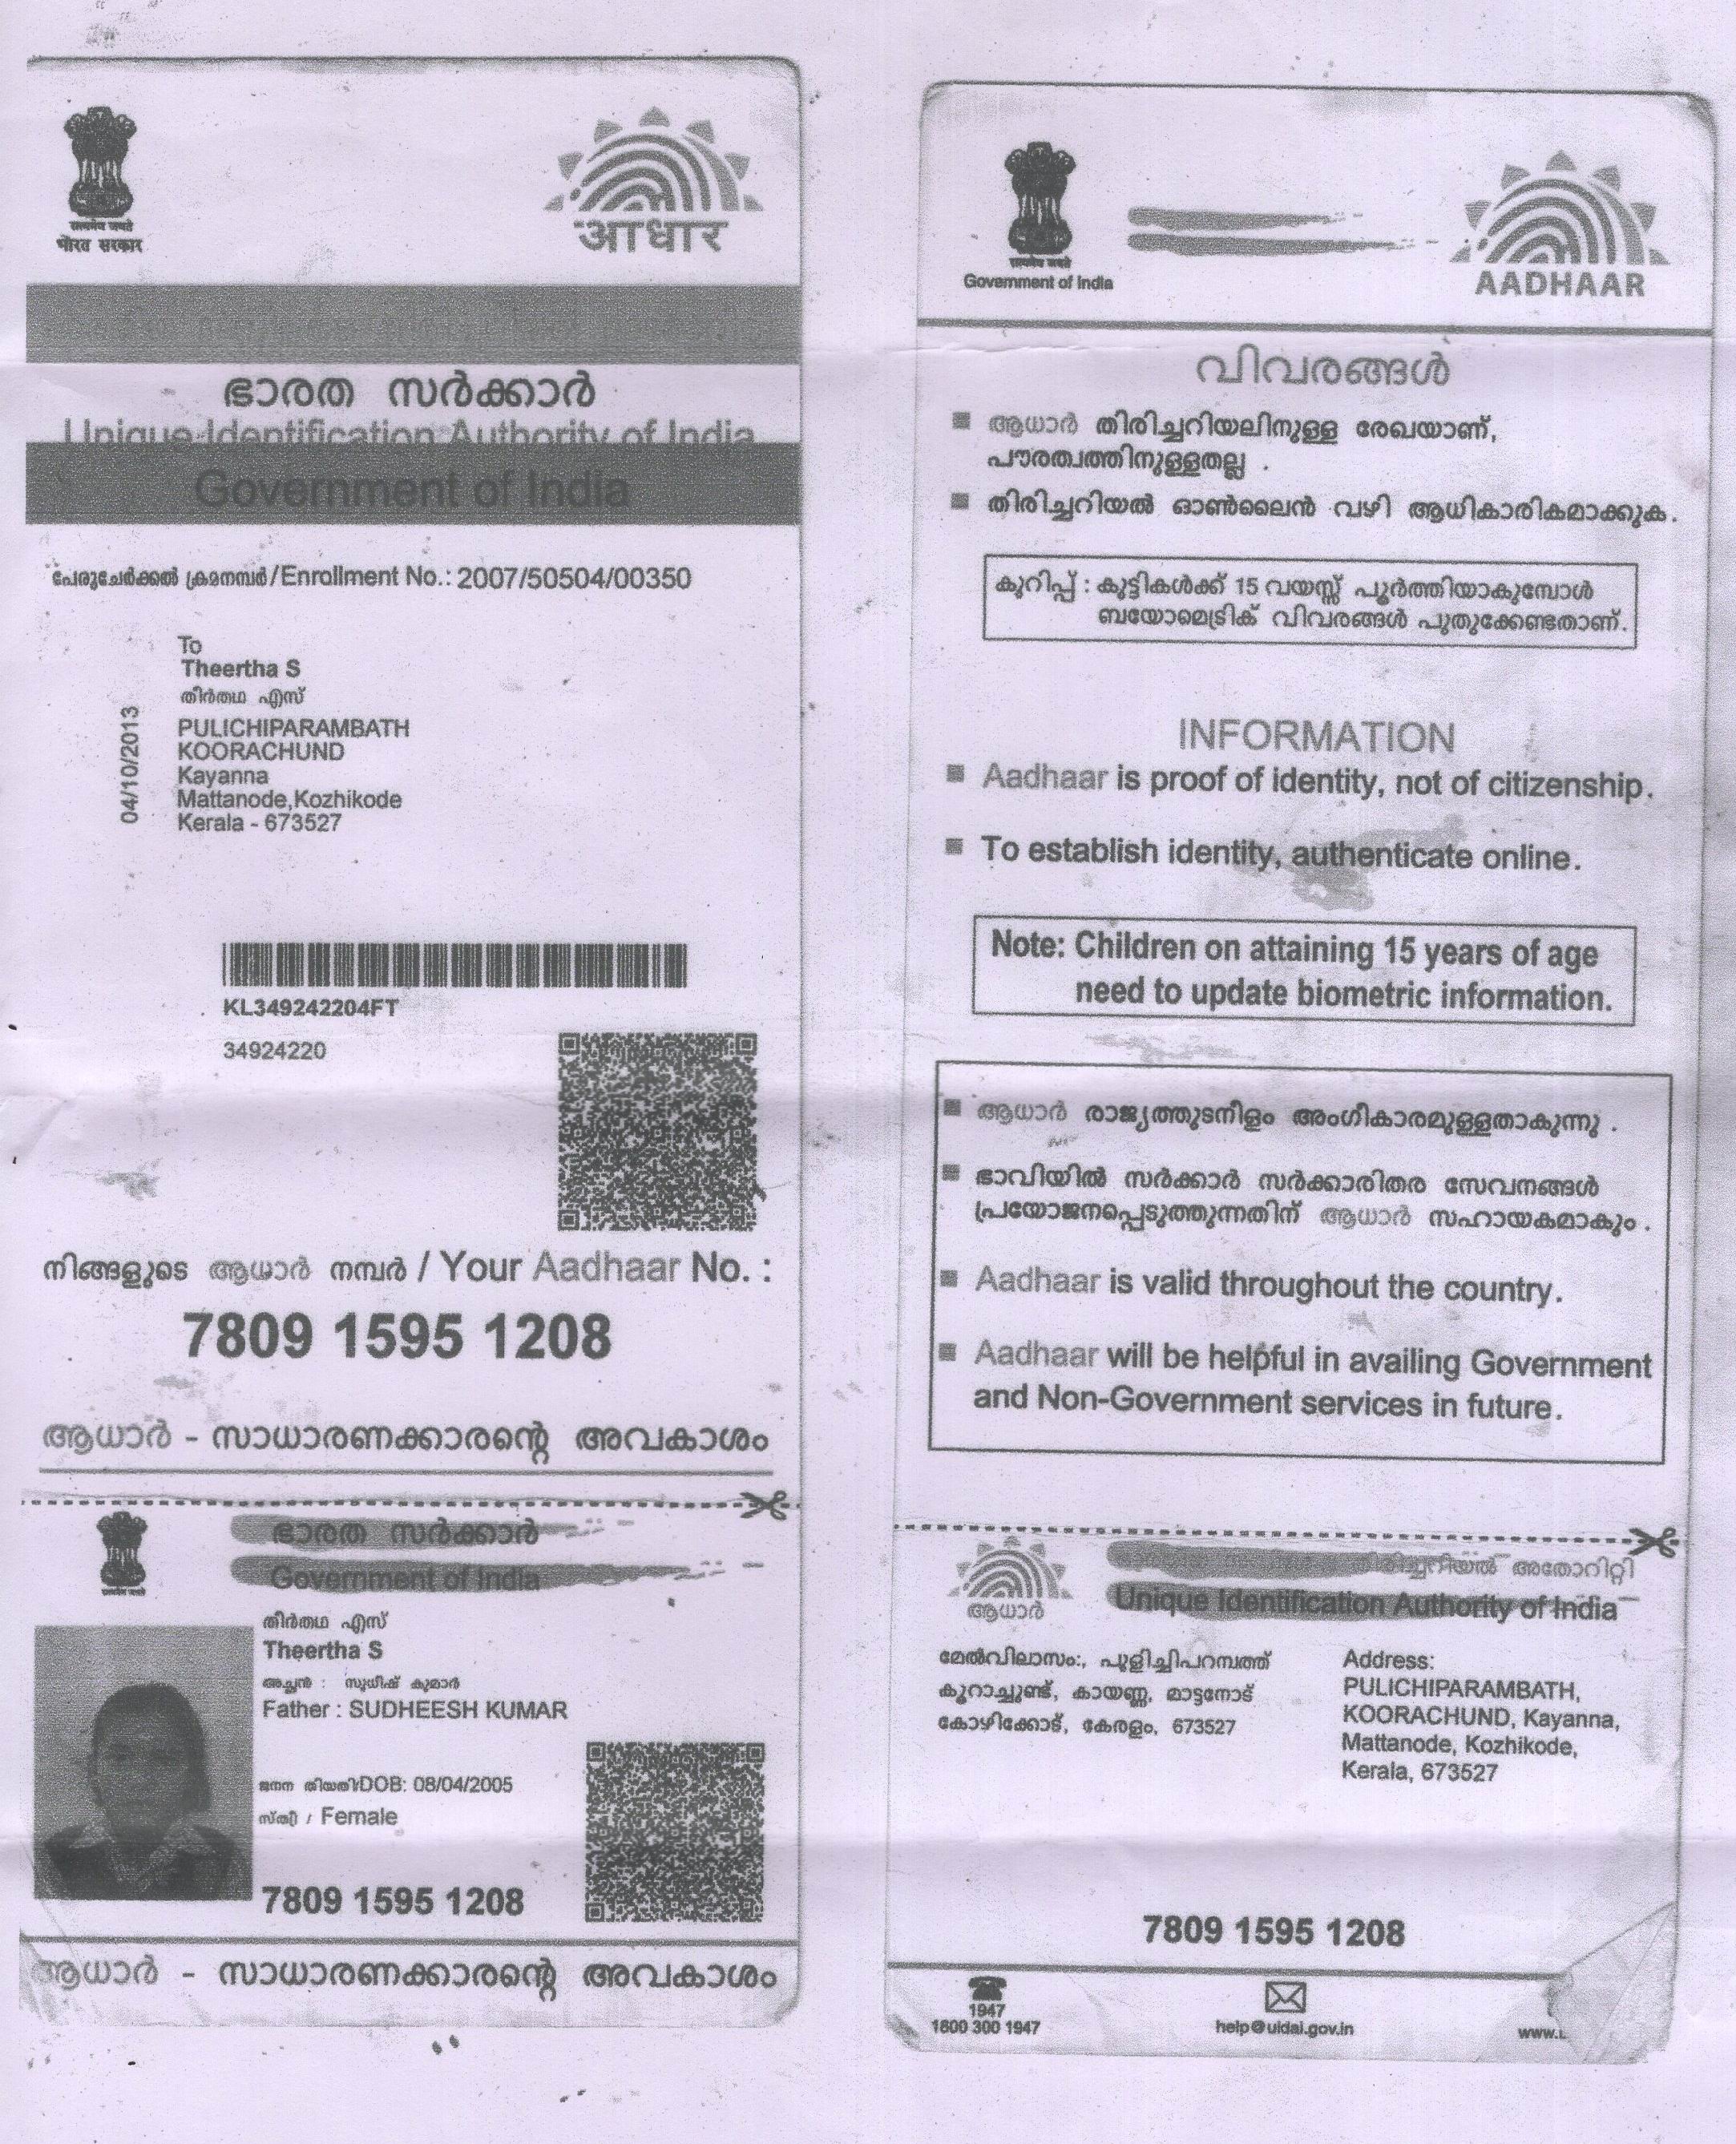 सत्यमेव जयते
भारत सरकार
आधार
ഭാരത സർക്കാർ
Unique Identification Authority of India
Government of India
പേരുചേർക്കൽ ക്രമനമ്പർ/Enrollment No.: 2007/50504/00350
To
Theertha S
തീർത്ഥ എസ്
PULICHIPARAMBATH
KOORACHUND
Kayanna
Mattanode,Kozhikode
Kerala - 673527
04/10/2013
KL349242204FT
34924220
നിങ്ങളുടെ ആധാർ നമ്പർ / Your Aadhaar No. :
7809 1595 1208
ആധാർ - സാധാരണക്കാരന്റെ അവകാശം
सत्यमेव जयते
ഭാരത സർക്കാർ
Government of India
തീർത്ഥ എസ്
Theertha S
അച്ഛൻ : സുധീഷ് കുമാർ
Father : SUDHEESH KUMAR
ജനന തിയതി/DOB: 08/04/2005
സ്ത്രീ / Female
7809 1595 1208
ആധാർ - സാധാരണക്കാരന്റെ അവകാശം
सत्यमेव जयते
Government of India
AADHAAR
വിവരങ്ങൾ
ആധാർ തിരിച്ചറിയലിനുള്ള രേഖയാണ്,
പൗരത്വത്തിനുള്ളതല്ല .
തിരിച്ചറിയൽ ഓൺലൈൻ വഴി ആധികാരികമാക്കുക.
കുറിപ്പ് : കുട്ടികൾക്ക് 15 വയസ്സ് പൂർത്തിയാകുമ്പോൾ
ബയോമെട്രിക് വിവരങ്ങൾ പുതുക്കേണ്ടതാണ്.
INFORMATION
Aadhaar is proof of identity, not of citizenship.
To establish identity, authenticate online.
Note: Children on attaining 15 years of age
need to update biometric information.
ആധാർ രാജ്യത്തുടനീളം അംഗീകാരമുള്ളതാകുന്നു .
ഭാവിയിൽ സർക്കാർ സർക്കാരിതര സേവനങ്ങൾ
പ്രയോജനപ്പെടുത്തുന്നതിന് ആധാർ സഹായകമാകും .
Aadhaar is valid throughout the country.
Aadhaar will be helpful in availing Government
and Non-Government services in future.
ആധാർ
തിരിച്ചറിയൽ അതോറിറ്റി
Unique Identification Authority of India
മേൽവിലാസം:, പുളിച്ചിപറമ്പത്ത്
കൂറാച്ചുണ്ട്, കായണ്ണ, മാട്ടനോട്
കോഴിക്കോട്, കേരളം, 673527
Address:
PULICHIPARAMBATH,
KOORACHUND, Kayanna,
Mattanode, Kozhikode,
Kerala, 673527
7809 1595 1208
1947
1800 300 1947
help@uidai.gov.in
www.